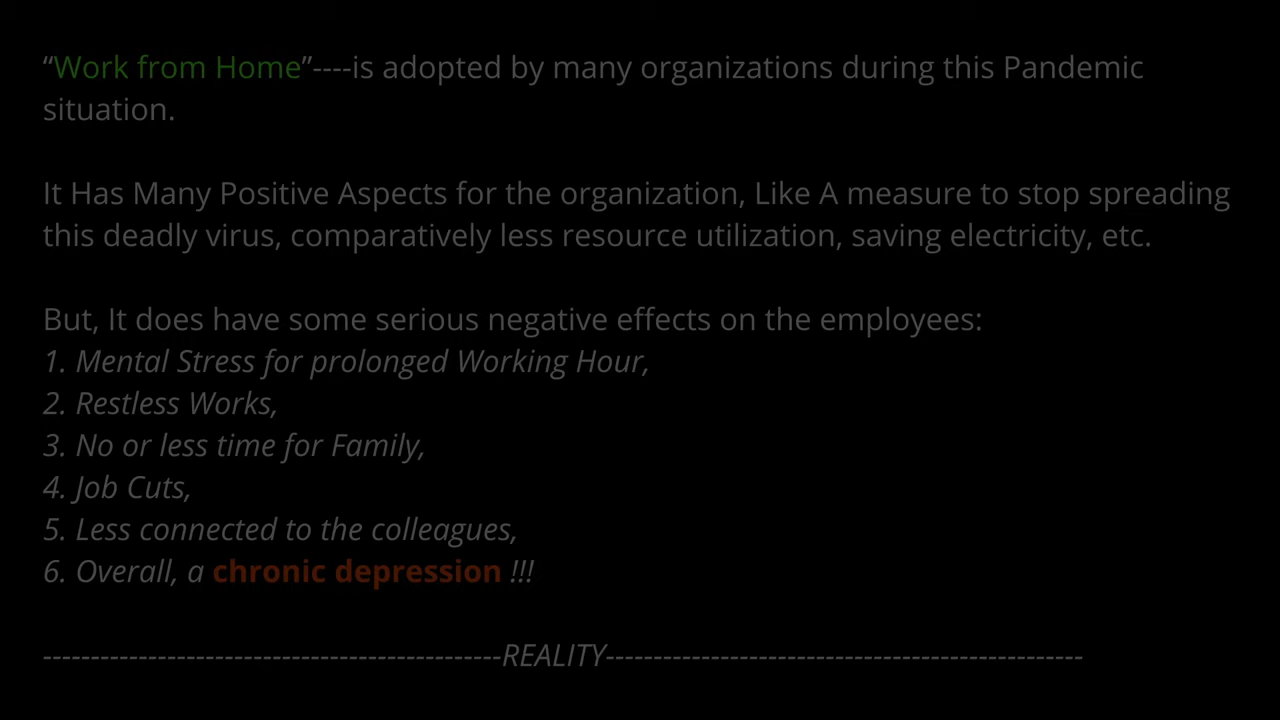 “Work from Home”----is adopted by many organizations during this Pandemic
situation.
It Has Many Positive Aspects for the organization, Like A measure to stop spreading
this deadly virus, comparatively less resource utilization, saving electricity, etc.
But, It does have some serious negative effects on the employees:
1. Mental Stress for prolonged Working Hour,
2. Restless Works,
3. No or less time for Family,
4. Job Cuts,
5. Less connected to the colleagues,
6. Overall, a chronic depression !!!
------------------------------------------------REALITY--------------------------------------------------